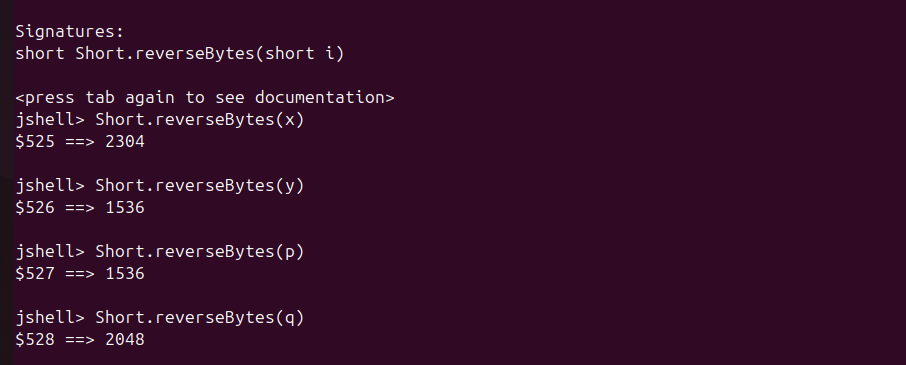 Signatures:
short Short.reverseBytes(short i)
<press tab again to see documentation>
jshell> Short.reverseBytes(x)
$525 ==> 2304
jshell> Short.reverseBytes(y)
$526 ==> 1536
jshell> Short.reverseBytes(p)
$527 ==> 1536
jshell> Short.reverseBytes(q)
$528 ==> 2048